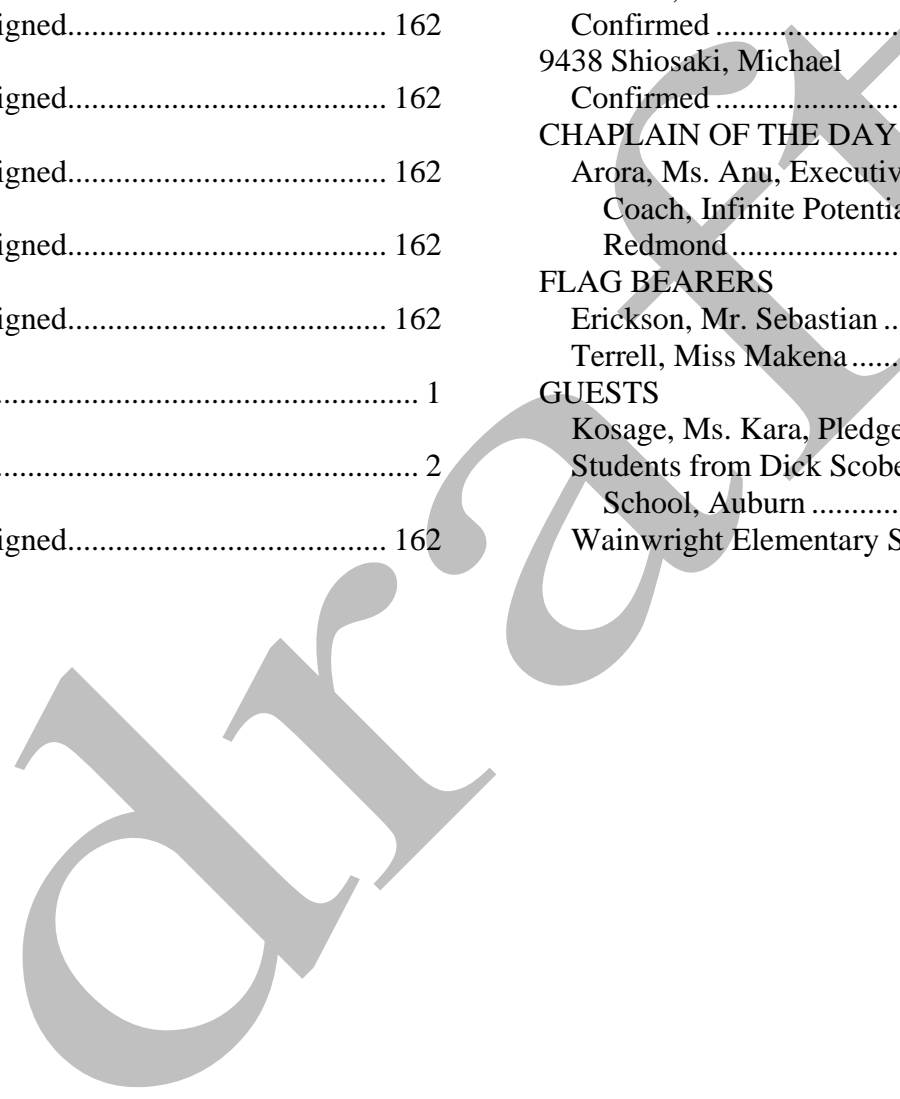 igned.......................................... 162
igned.......................................... 162
igned.......................................... 162
igned.......................................... 162
igned.......................................... 162
...................................................... 1
...................................................... 2
igned.......................................... 162
Confirmed .......................
9438 Shiosaki, Michael
Confirmed .......................
CHAPLAIN OF THE DAY
Arora, Ms. Anu, Executiv
Coach, Infinite Potentia
Redmond .....................
FLAG BEARERS
Erickson, Mr. Sebastian ..
Terrell, Miss Makena ......
GUESTS
Kosage, Ms. Kara, Pledge
Students from Dick Scobe
School, Auburn ...........
Wainwright Elementary S
draft